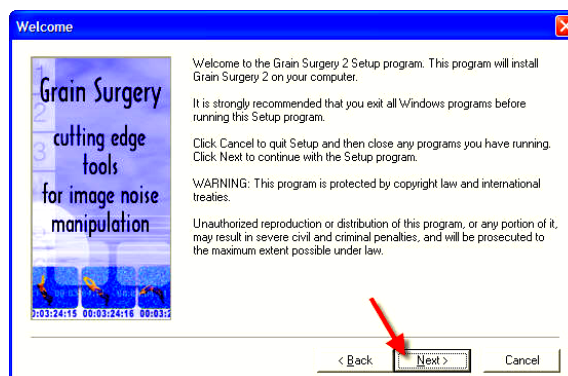 Welcome
Grain Surgery
cutting edge
tools
for image noise
manipulation
Welcome to the Grain Surgery 2 Setup program. This program will install
Grain Surgery 2 on your computer.
It is strongly recommended that you exit all Windows programs before
running this Setup program.
Click Cancel to quit Setup and then close any programs you have running.
Click Next to continue with the Setup program.
WARNING: This program is protected by copyright law and international
treaties.
Unauthorized reproduction or distribution of this program, or any portion of it,
may result in severe civil and criminal penalties, and will be prosecuted to
the maximum extent possible under law.
00:03:24:16
< Back
Next >
Cancel